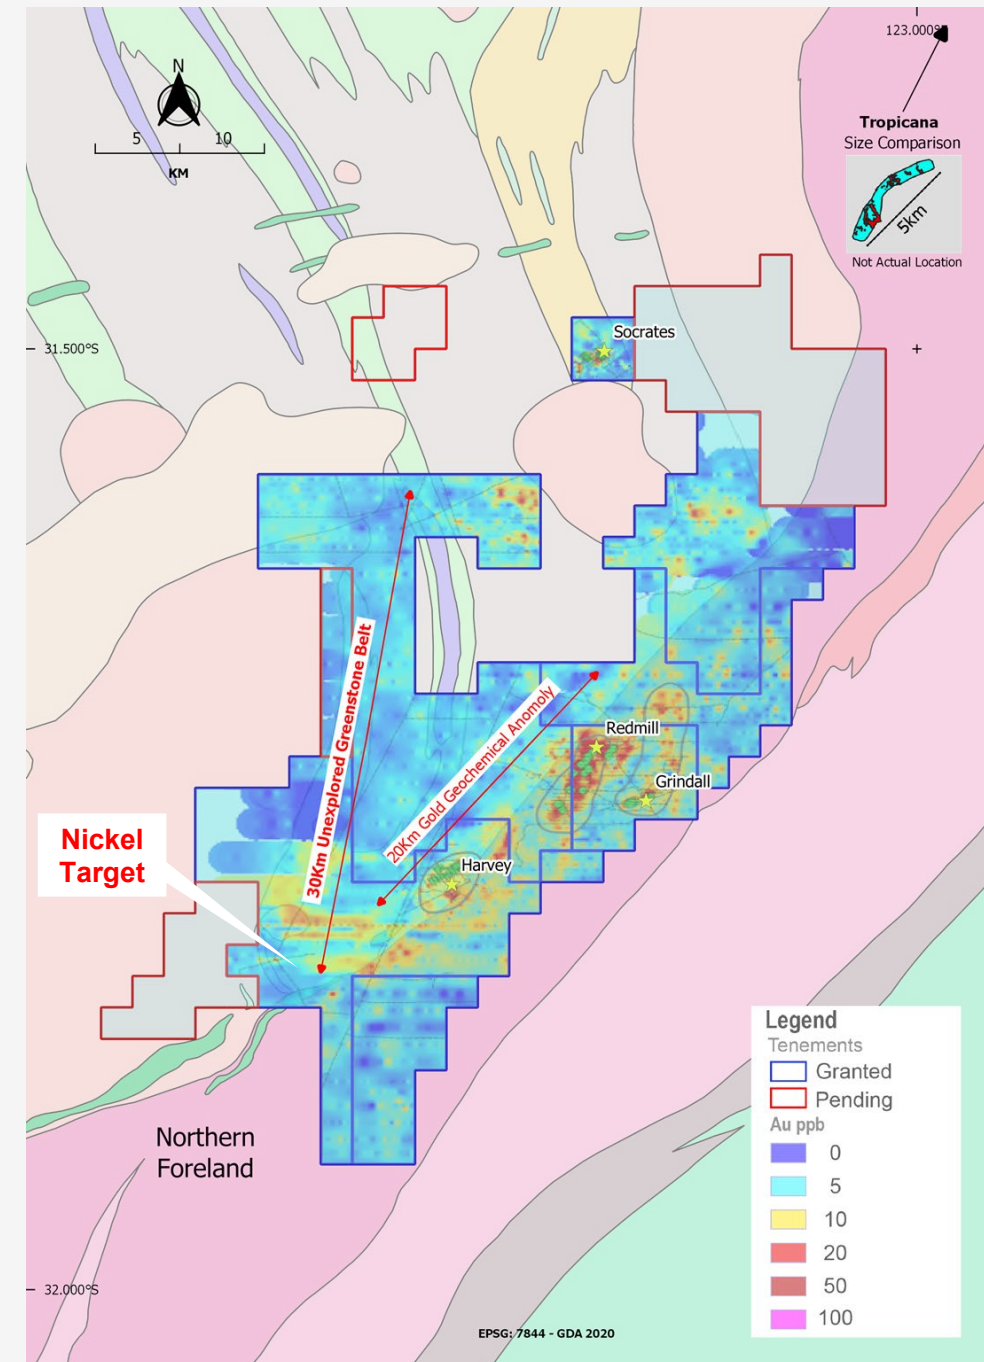 123.000°S
N
5 10
KM
Tropicana
Size Comparison
5km
Not Actual Location
Socrates
31.500°S
30Km Unexplored Greenstone Belt
20Km Gold Geochemical Anomoly
Redmill
Grindall
Harvey
Nickel
Target
Northern
Foreland
Legend
Tenements
Granted
Pending
Au ppb
0
5
10
20
50
100
32.000°S
EPSG: 7844 - GDA 2020